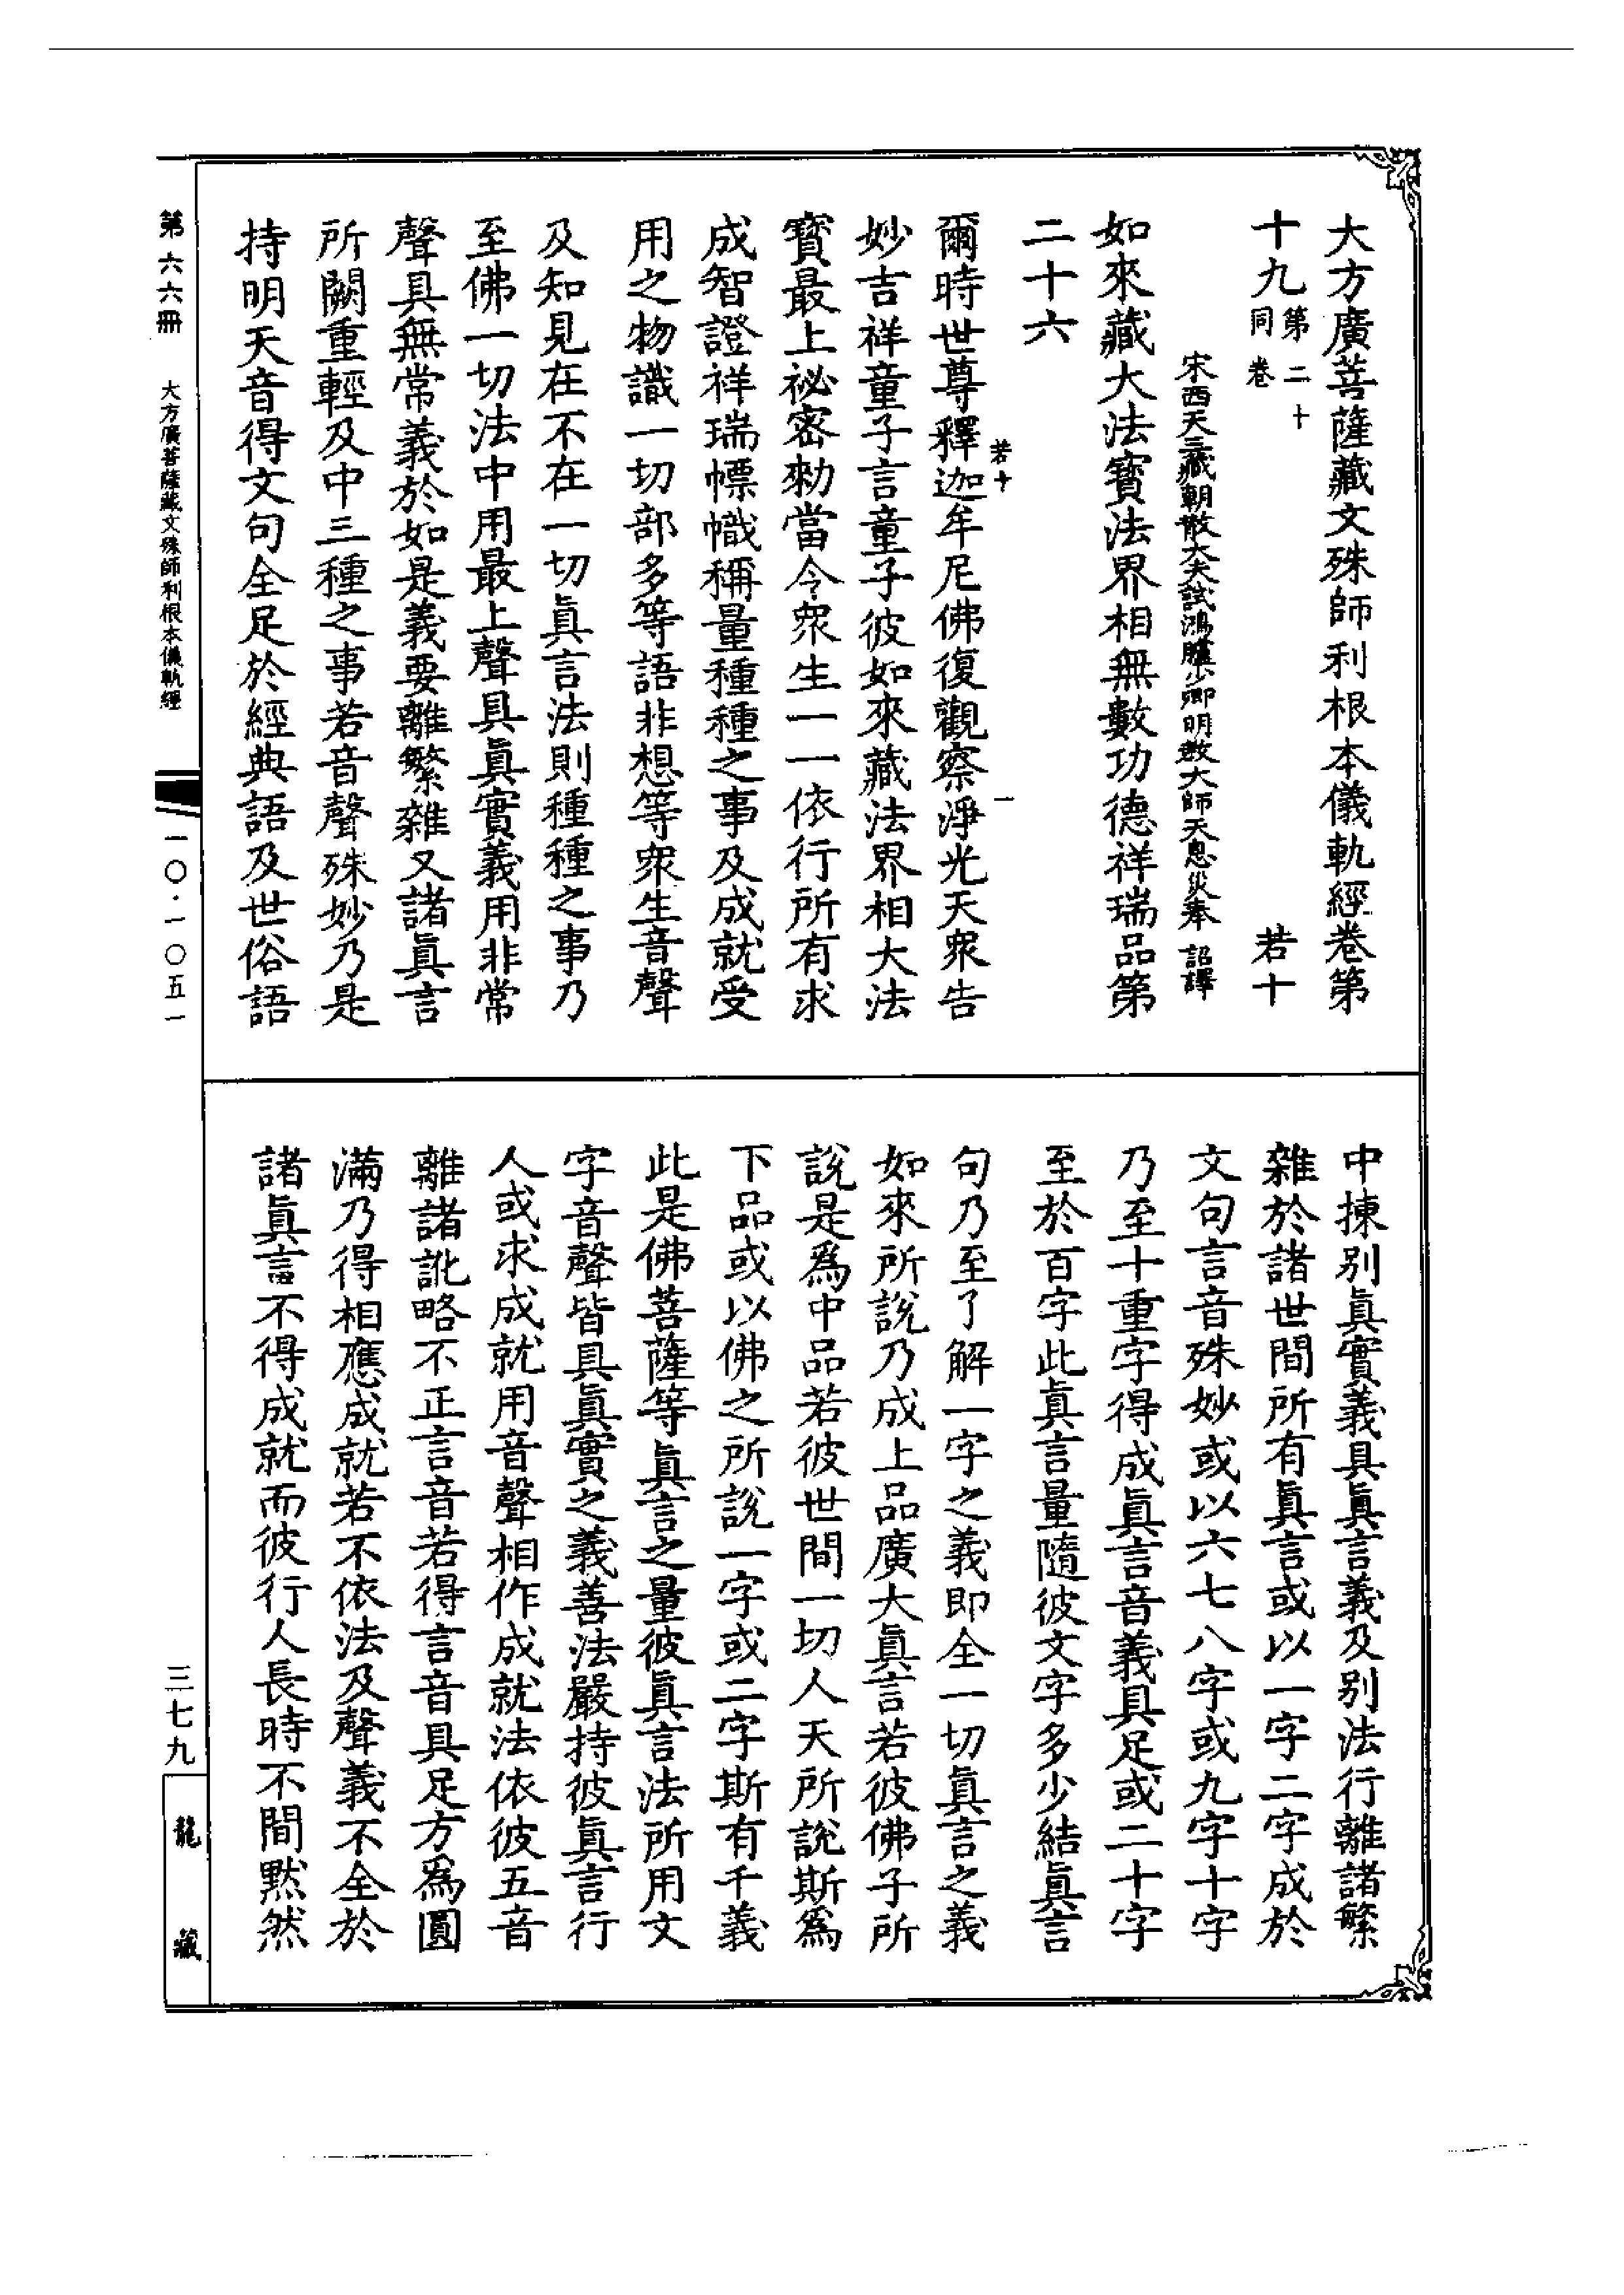 大方廣菩薩藏文殊師利根本儀軌經卷第
十九第二十同卷　若十
宋西天三藏朝散大夫試鴻臚少卿明教大師天息災奉　詔譯
如來藏大法寶法界相無數功德祥瑞品第
二十六
若十　一
爾時世尊釋迦牟尼佛復觀察淨光天衆告
妙吉祥童子言童子彼如來藏法界相大法
寶最上祕密勑當令衆生一一依行所有求
成智證祥瑞幖幟稱量種種之事及成就受
用之物識一切部多等語非想等衆生音聲
及知見在不在一切眞言法則種種之事乃
至佛一切法中用最上聲具眞實義用非常
聲具無常義於如是義要離繁雜又諸眞言
所闕重輕及中三種之事若音聲殊妙乃是
持明天音得文句全足於經典語及世俗語
中揀別眞實義具眞言義及別法行離諸繁
雜於諸世間所有眞言或以一字二字成於
文句言音殊妙或以六七八字或九字十字
乃至十重字得成眞言音義具足或二十字
至於百字此眞言量隨彼文字多少結眞言
句乃至了解一字之義即全一切眞言之義
如來所說乃成上品廣大眞言若彼佛子所
說是爲中品若彼世間一切人天所說斯爲
下品或以佛之所說一字或二字斯有千義
此是佛菩薩等眞言之量彼眞言法所用文
字音聲皆具眞實之義善法嚴持彼眞言行
人或求成就用音聲相作成就法依彼五音
離諸訛略不正言音若得言音具足方爲圓
滿乃得相應成就若不依法及聲義不全於
諸眞言不得成就而彼行人長時不間默然
第六六冊　大方廣菩薩藏文殊師利根本儀軌經
一〇·一〇五一
三七九
龍藏